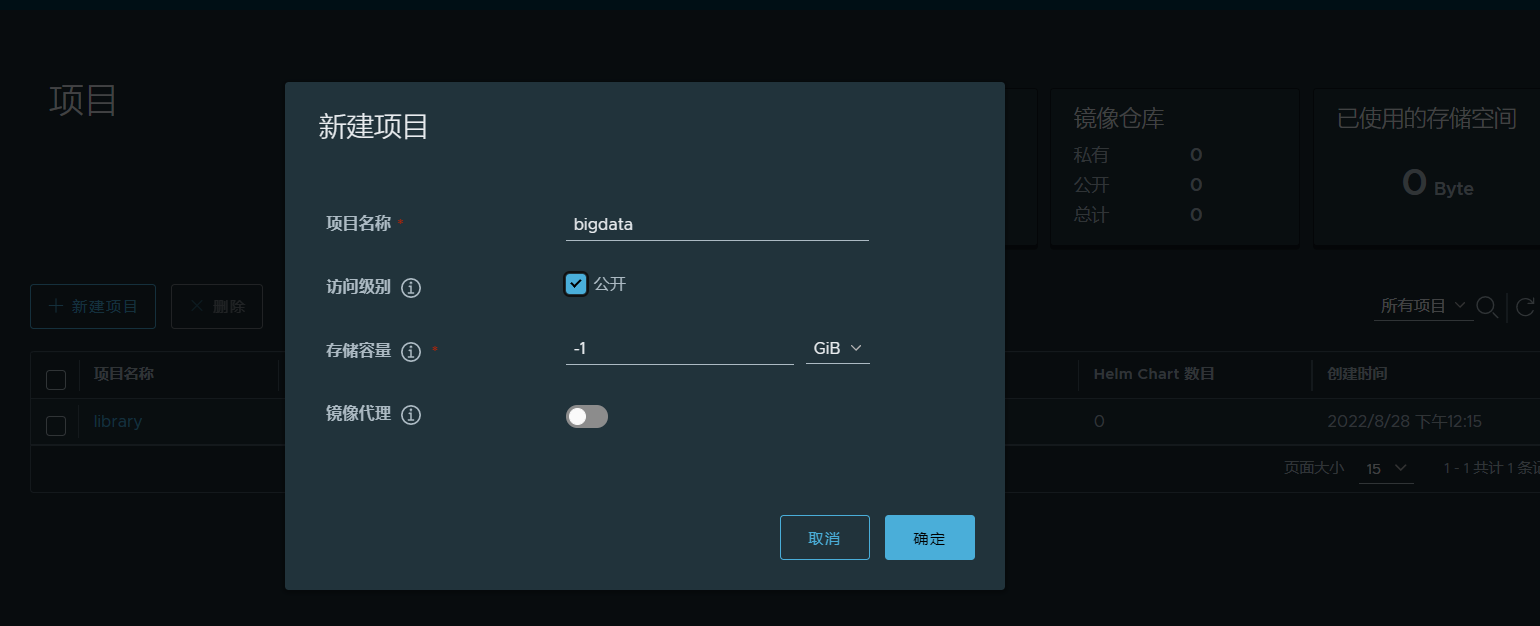 项目
镜像仓库
私有 0
公开 0
总计 0
已使用的存储空间
0 Byte
新建项目
项目名称 *
bigdata
访问级别
公开
存储容量 *
-1
GiB
镜像代理
取消
确定
新建项目
删除
所有项目
项目名称
Helm Chart 数目
创建时间
library
0
2022/8/28 下午12:15
页面大小
15
1 - 1 共计 1 条